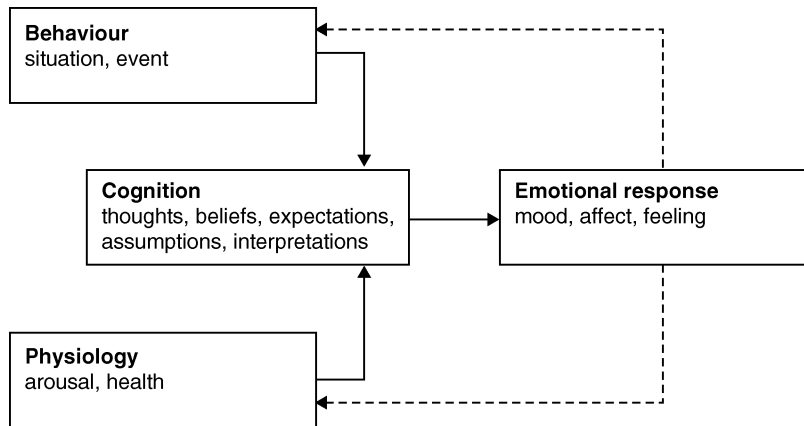 Behaviour
situation, event
Cognition
thoughts, beliefs, expectations,
assumptions, interpretations
Emotional response
mood, affect, feeling
Physiology
arousal, health